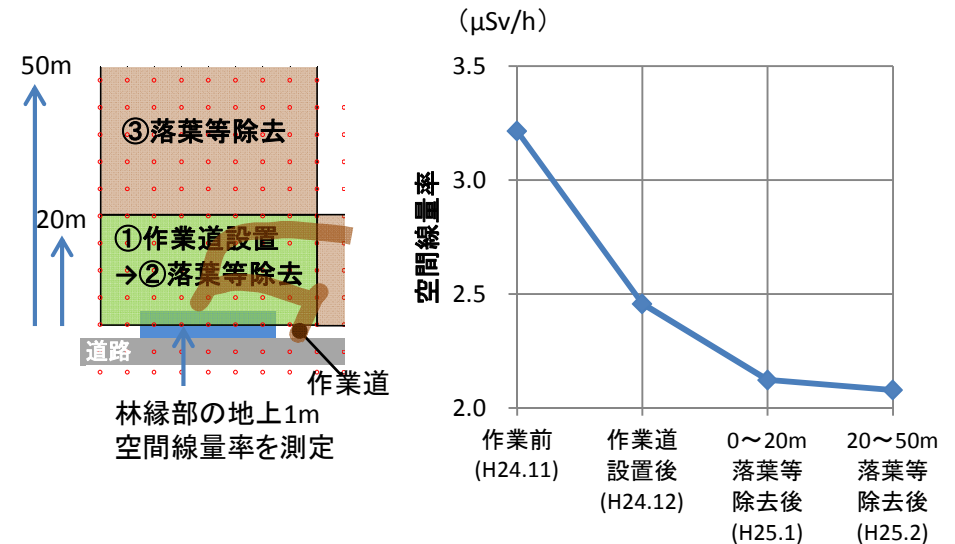 50m
20m
③落葉等除去
①作業道設置
→②落葉等除去
道路
作業道
林縁部の地上1m
空間線量率を測定
（μSv/h）
空間線量率
3.5
3.0
2.5
2.0
作業前
(H24.11)
作業道
設置後
(H24.12)
0～20m
落葉等
除去後
(H25.1)
20～50m
落葉等
除去後
(H25.2)